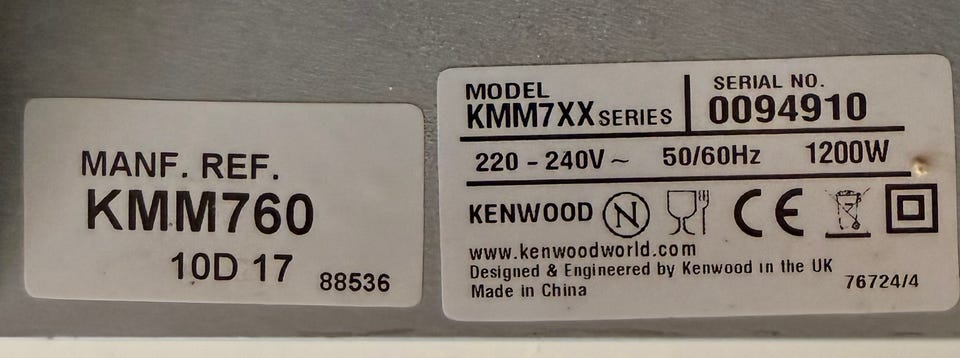 MANF. REF.
KMM760
10D 17
88536
MODEL
KMM7XX SERIES
SERIAL NO.
0094910
220 - 240V ~ 50/60Hz 1200W
KENWOOD N CE
www.kenwoodworld.com
Designed & Engineered by Kenwood in the UK
Made in China
76724/4